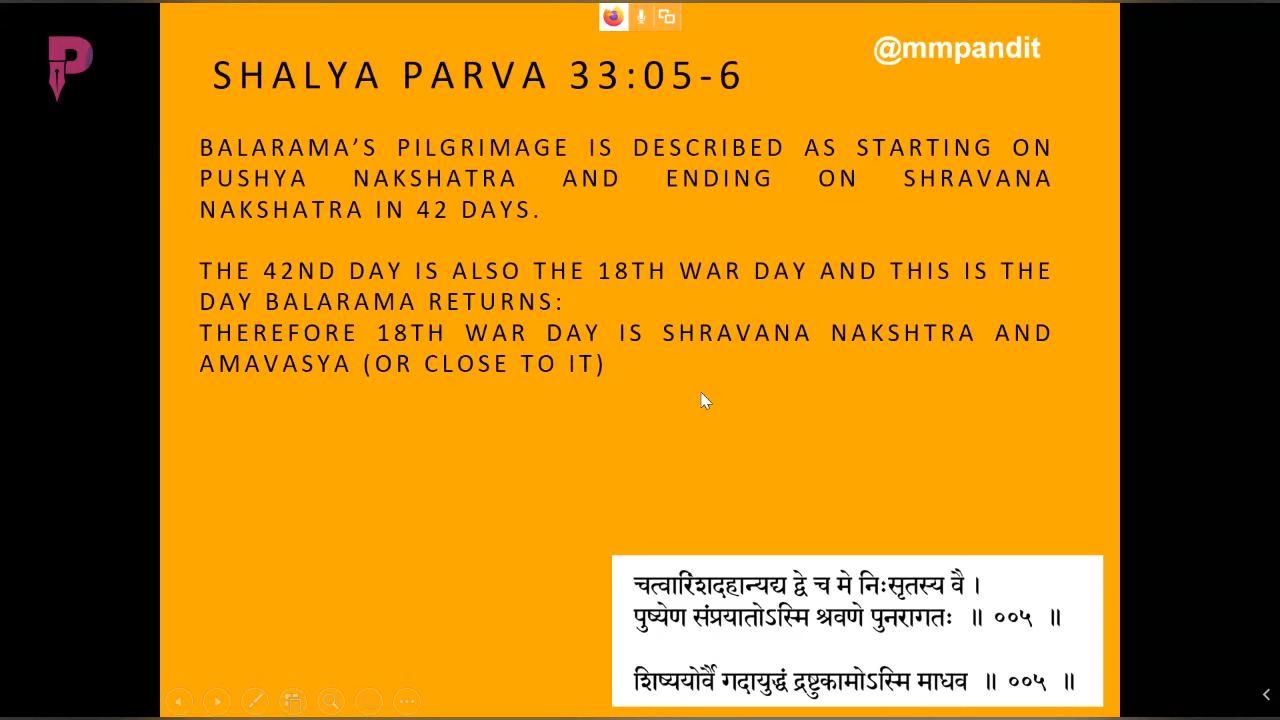 @mmpandit
SHALYA PARVA 33:05-6
BALARAMA’S PILGRIMAGE IS DESCRIBED AS STARTING ON
PUSHYA NAKSHATRA AND ENDING ON SHRAVANA
NAKSHATRA IN 42 DAYS.
THE 42ND DAY IS ALSO THE 18TH WAR DAY AND THIS IS THE
DAY BALARAMA RETURNS:
THEREFORE 18TH WAR DAY IS SHRAVANA NAKSHTRA AND
AMAVASYA (OR CLOSE TO IT)
चत्वारिंशदहान्यद्य द्वे च मे निःसृतस्य वै ।
पुष्येण संप्रयातोऽस्मि श्रवणे पुनरागतः ॥ ००५ ॥
शिष्ययोर्वै गदायुद्धं द्रष्टुकामोऽस्मि माधव ॥ ००५ ॥